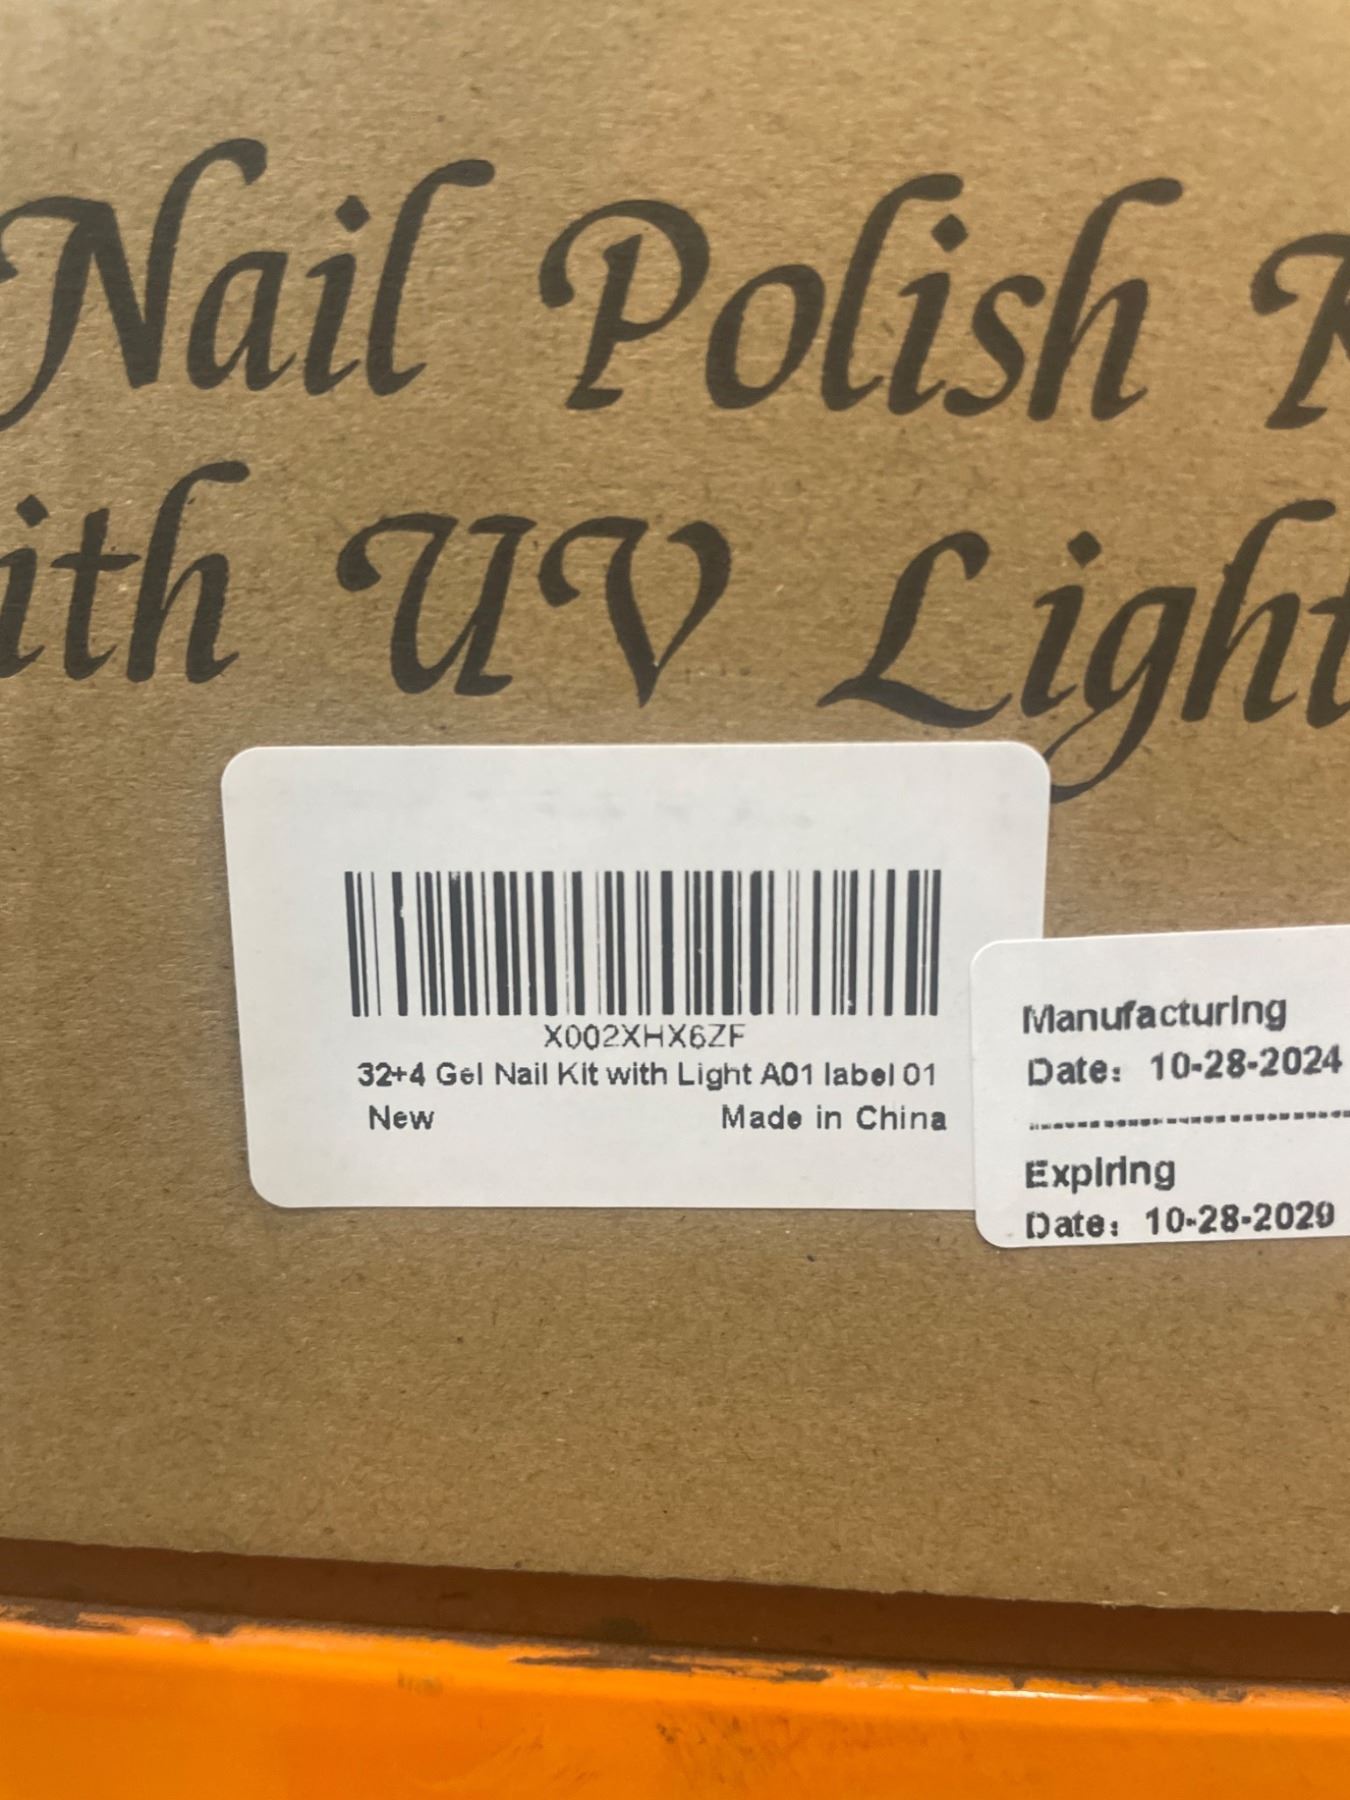 Nail Polish K
ith UV Light
X002XHX6ZF
32+4 Gel Nail Kit with Light A01 label 01
New Made in China
Manufacturing
Date: 10-28-2024
Expiring
Date: 10-28-2029